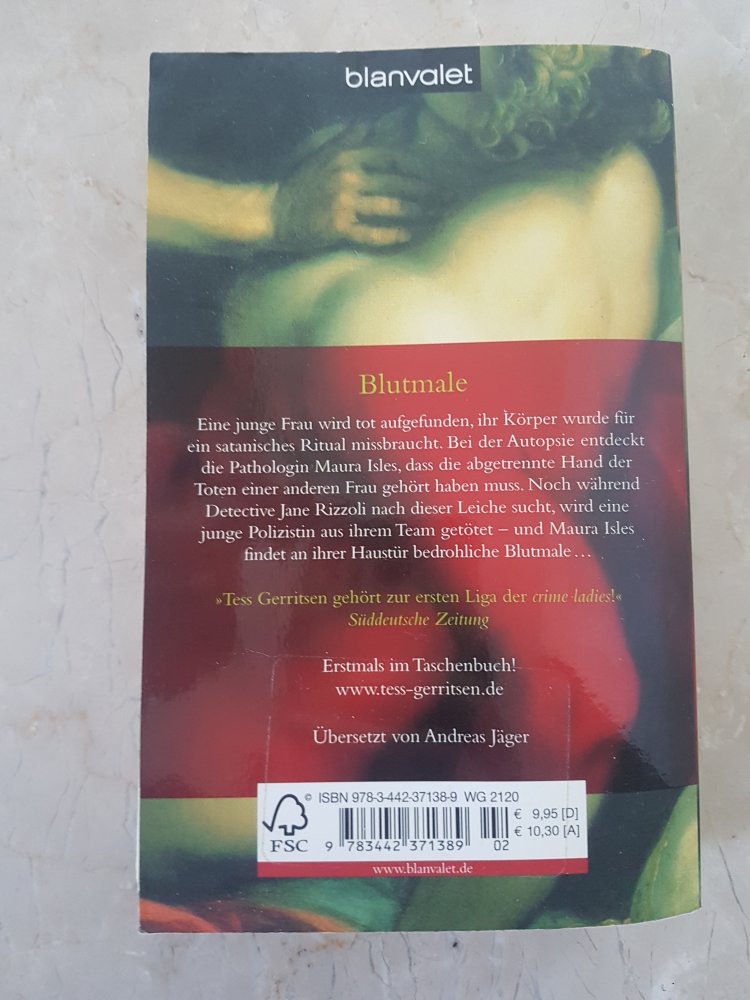 blanvalet
Blutmale
Eine junge Frau wird tot aufgefunden, ihr Körper wurde für
ein satanisches Ritual missbraucht. Bei der Autopsie entdeckt
die Pathologin Maura Isles, dass die abgetrennte Hand der
Toten einer anderen Frau gehört haben muss. Noch während
Detective Jane Rizzoli nach dieser Leiche sucht, wird eine
junge Polizistin aus ihrem Team getötet – und Maura Isles
findet an ihrer Haustür bedrohliche Blutmale ...
»Tess Gerritsen gehört zur ersten Liga der crime ladies!«
Süddeutsche Zeitung
Erstmals im Taschenbuch!
www.tess-gerritsen.de
Übersetzt von Andreas Jäger
© ISBN 978-3-442-37138-9 WG 2120
€ 9,95 [D]
€ 10,30 [A]
FSC
9 783442 371389 02
www.blanvalet.de